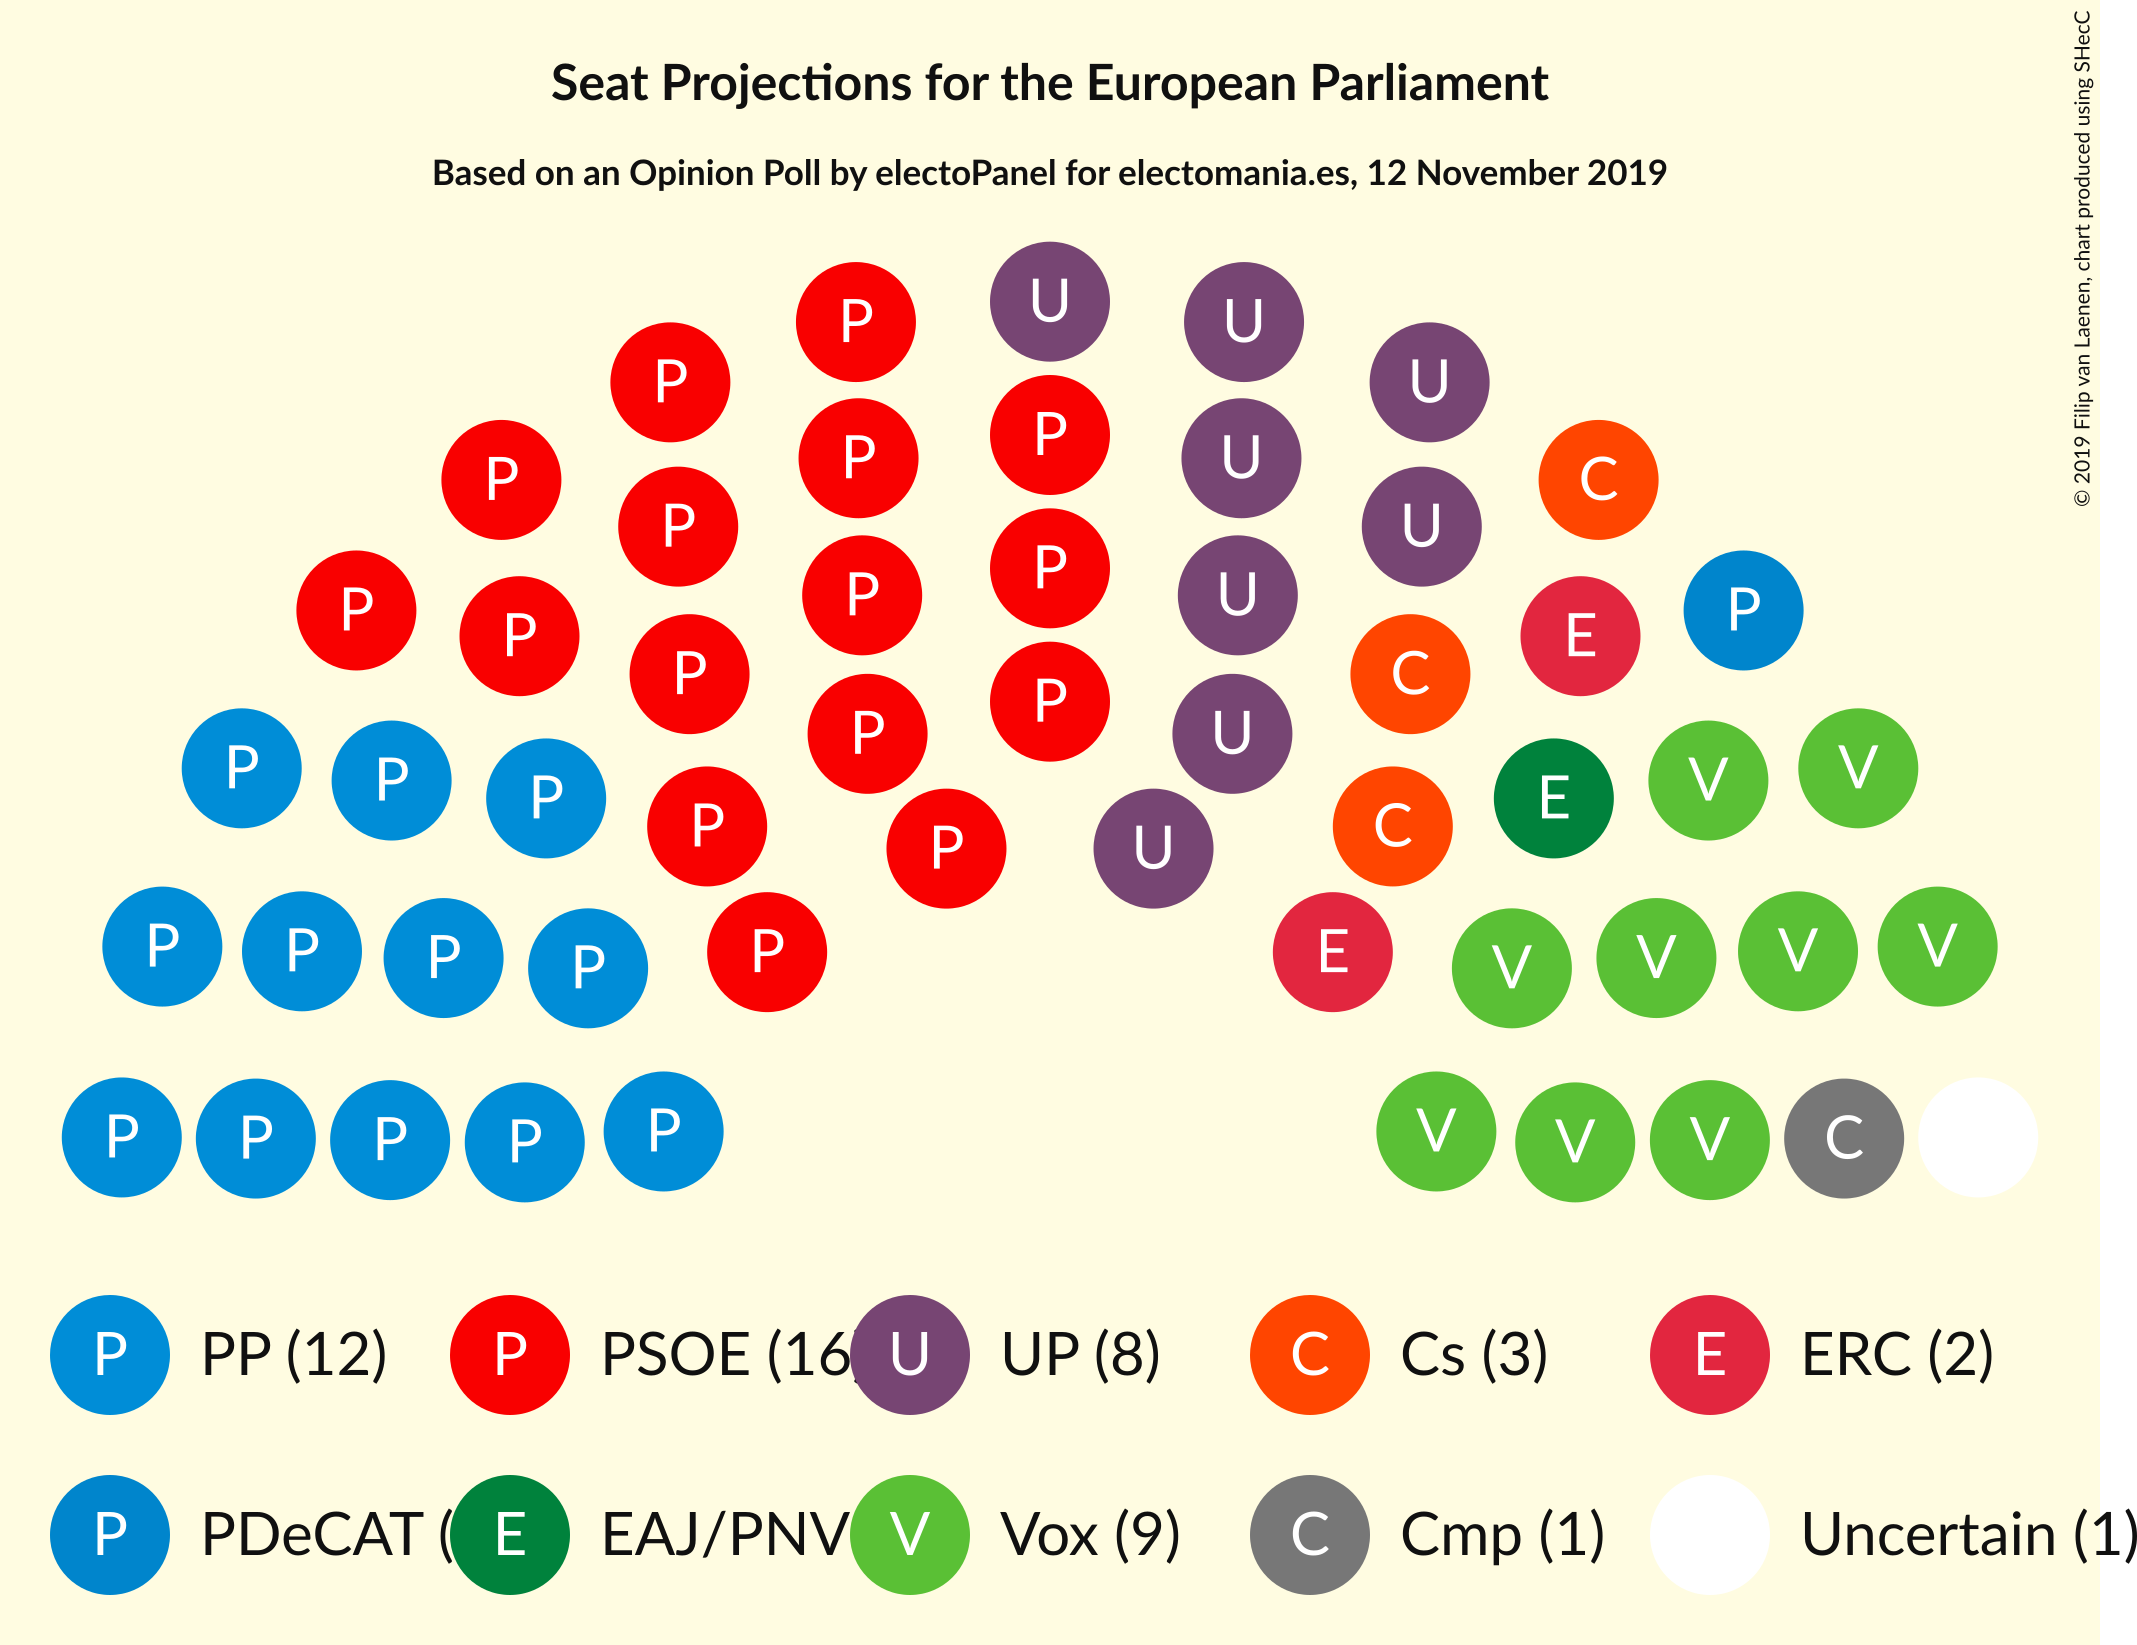 Seat Projections for the European Parliament
Based on an Opinion Poll by electoPanel for electomania.es, 12 November 2019
© 2019 Filip van Laenen, chart produced using SHecC
U
P U
P U
P P
P U
P C
P P U
P
P E
P U
P P
P C
P V
P V
P E
P C
P U
P V
P V
P E
P V
P V
P V
P C
P V
P V
P V
P PP (12) P PSOE (16 U UP (8) C Cs (3) E ERC (2)
P PDeCAT ( E EAJ/PNV V Vox (9) C Cmp (1) Uncertain (1)